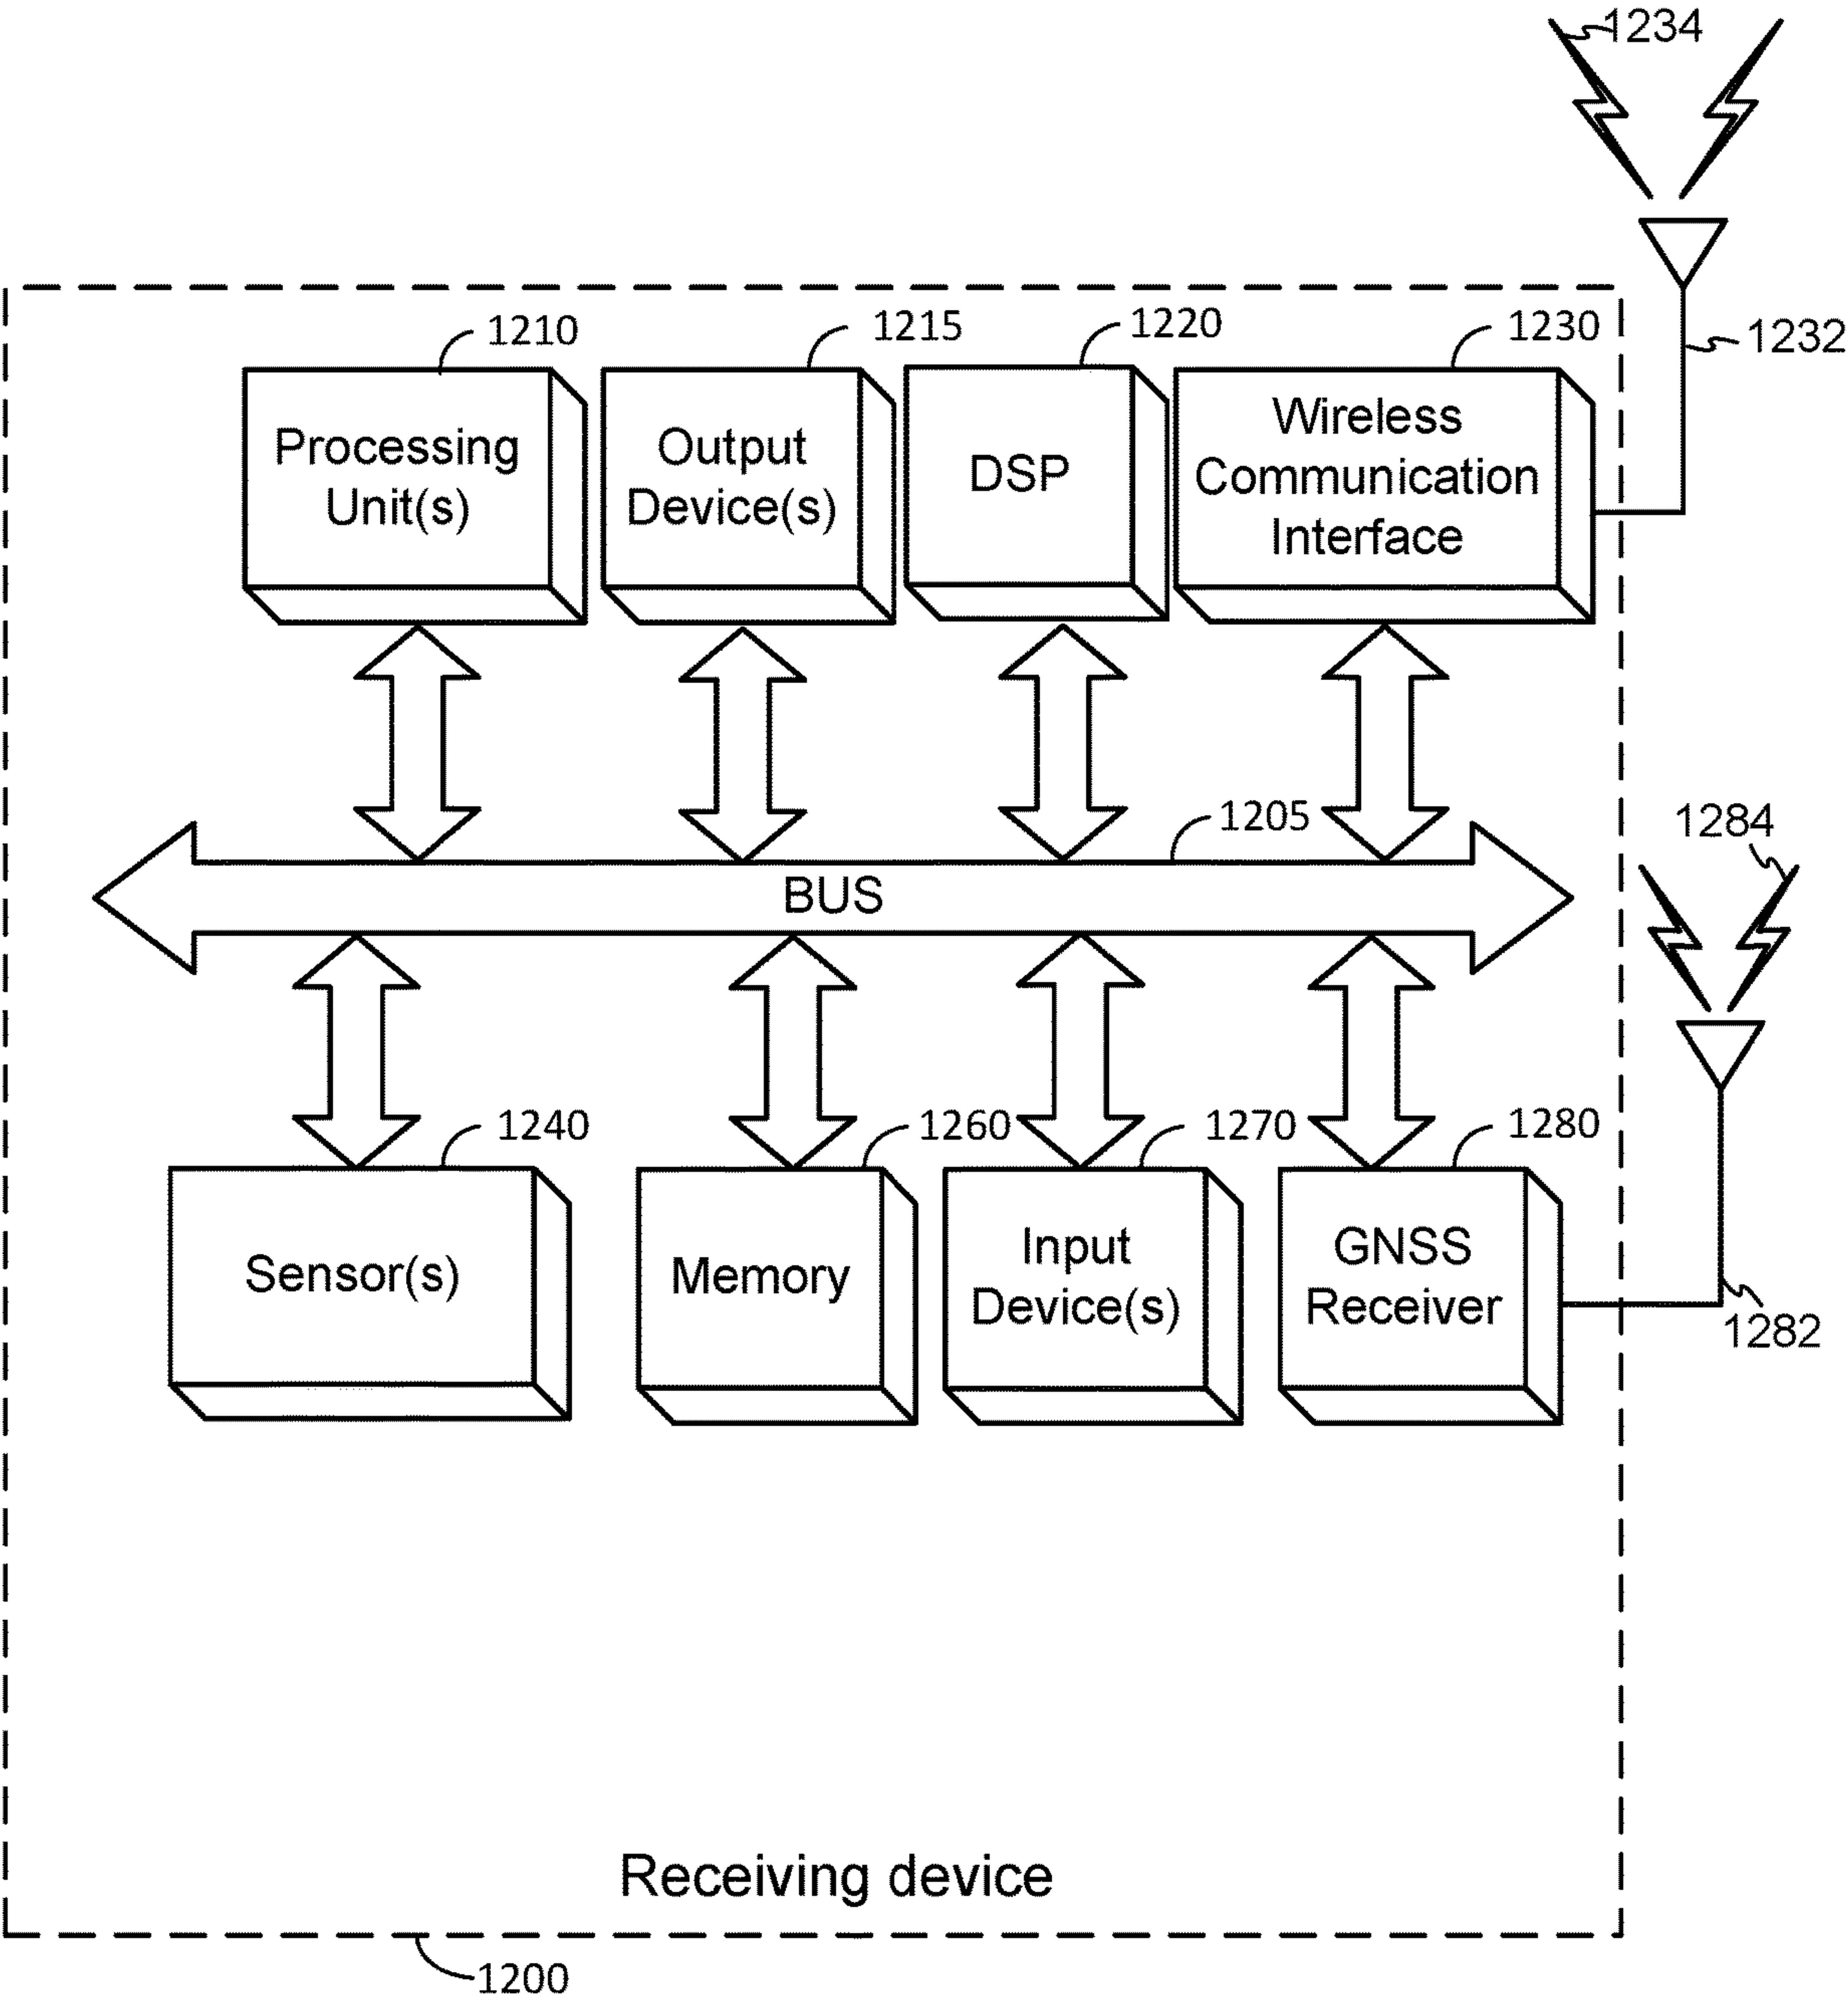 1234
1232
1210
1215
1220
1230
Processing
Unit(s)
Output
Device(s)
DSP
Wireless
Communication
Interface
1205
BUS
1284
1240
1260
1270
1280
Sensor(s)
Memory
Input
Device(s)
GNSS
Receiver
1282
Receiving device
1200